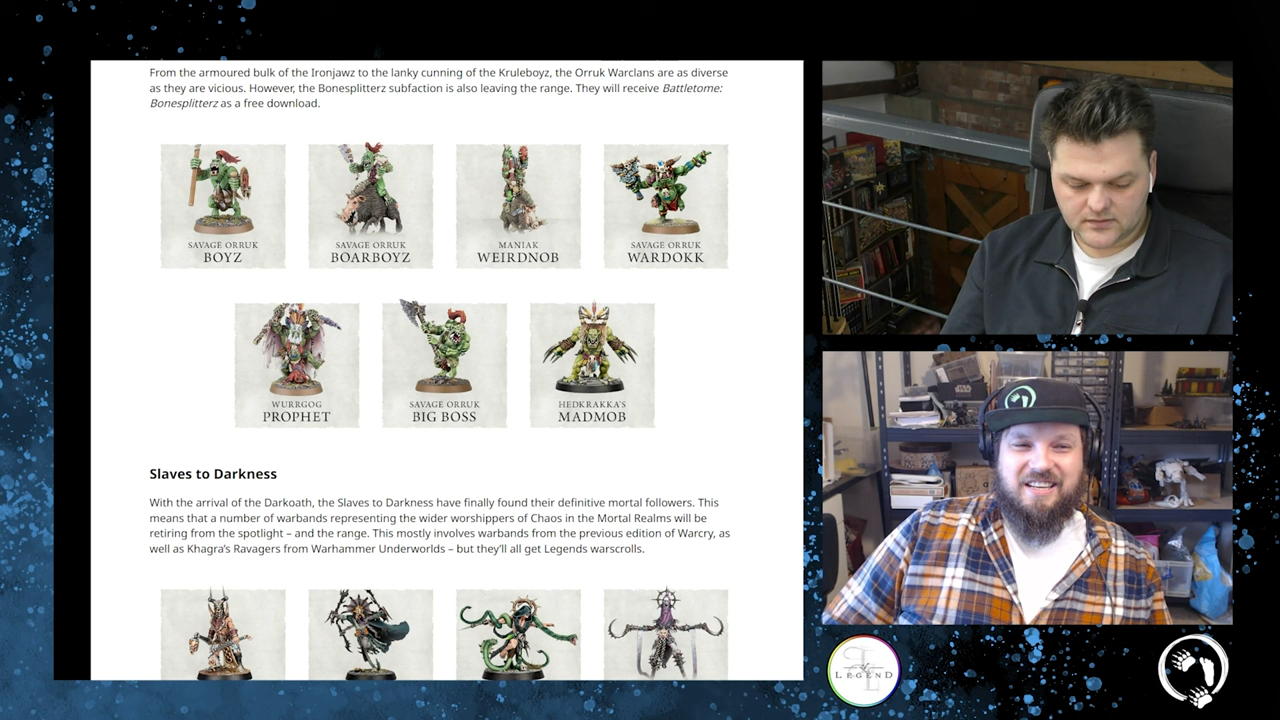 From the armoured bulk of the Ironjawz to the lanky cunning of the Kruleboyz, the Orruk Warclans are as diverse
as they are vicious. However, the Bonesplitterz subfaction is also leaving the range. They will receive Battletome:
Bonesplitterz as a free download.
SAVAGE ORRUK
BOYZ
SAVAGE ORRUK
BOARBOYZ
MANIAK
WEIRDNOB
SAVAGE ORRUK
WARDOKK
WURRGOG
PROPHET
SAVAGE ORRUK
BIG BOSS
HEDKRAKKA'S
MADMOB
Slaves to Darkness
With the arrival of the Darkoath, the Slaves to Darkness have finally found their definitive mortal followers. This
means that a number of warbands representing the wider worshippers of Chaos in the Mortal Realms will be
retiring from the spotlight – and the range. This mostly involves warbands from the previous edition of Warcry, as
well as Khagra's Ravagers from Warhammer Underworlds – but they'll all get Legends warscrolls.
LEGEND